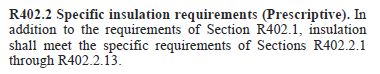 R402.2 Specific insulation requirements (Prescriptive). In
addition to the requirements of Section R402.1, insulation
shall meet the specific requirements of Sections R402.2.1
through R402.2.13.